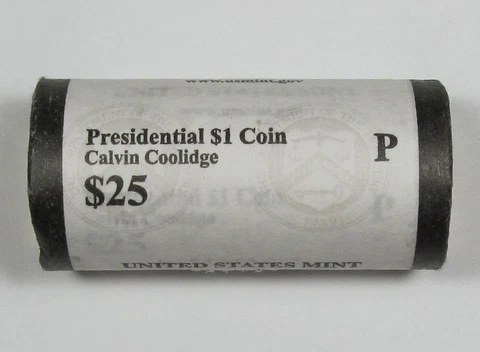 www.usmint.gov
Presidential $1 Coin
Calvin Coolidge
$25
P
UNITED STATES MINT